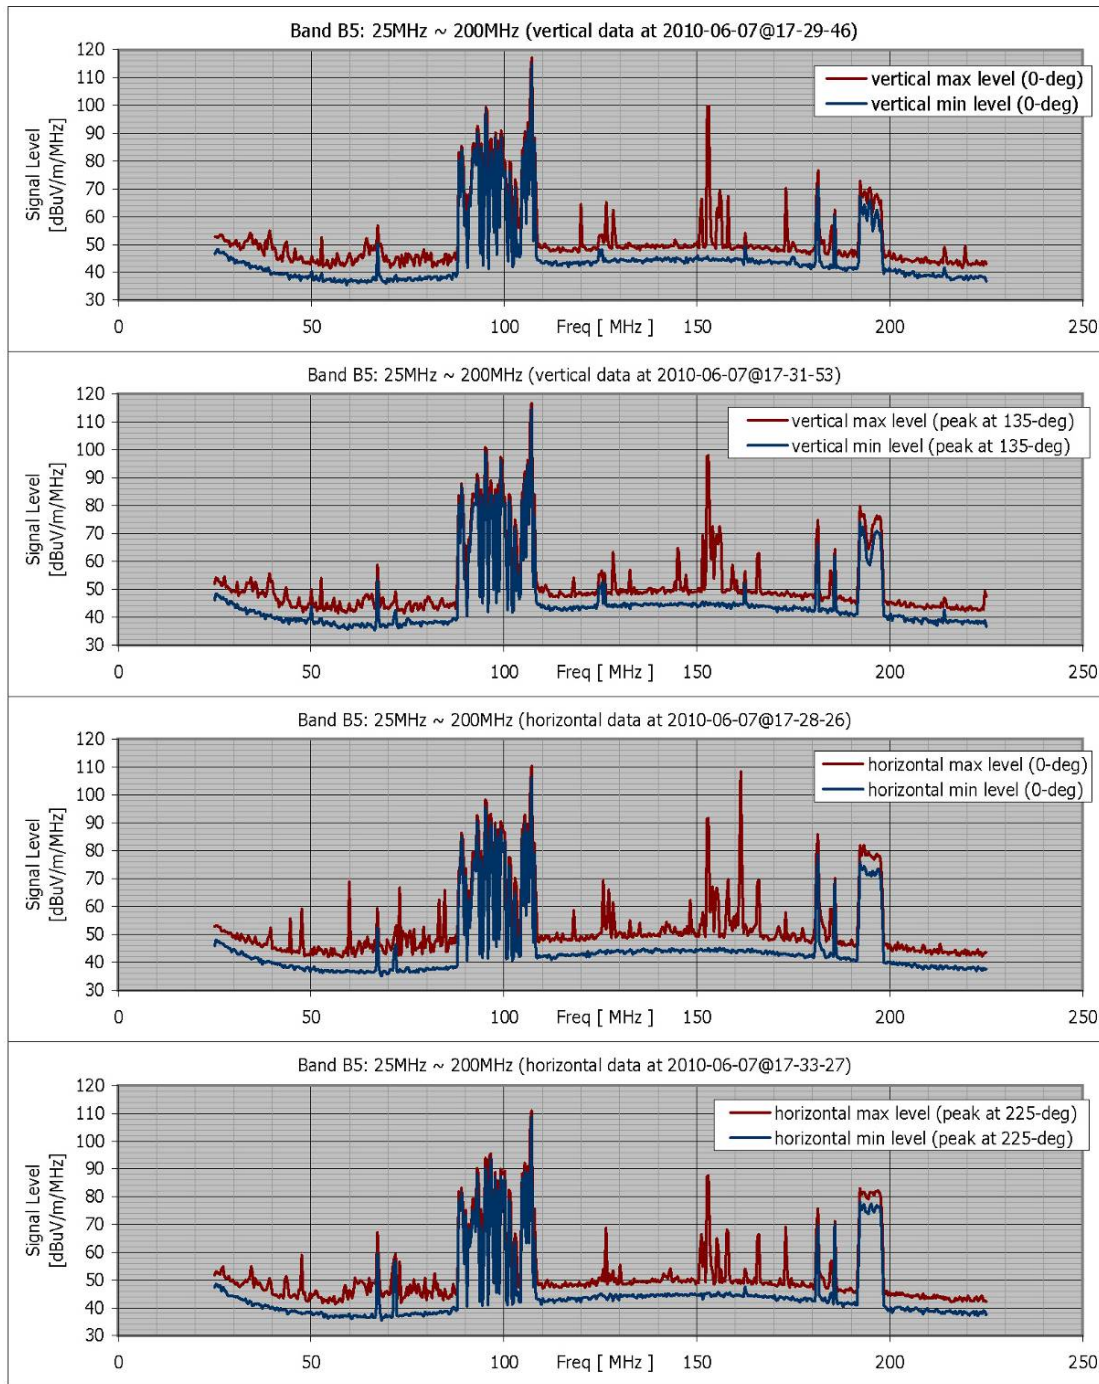 Band B5: 25MHz ~ 200MHz (vertical data at 2010-06-07@17-29-46)
120
110
100
90
80
70
60
50
40
30
Signal Level
[dBuV/m/MHz]
vertical max level (0-deg)
vertical min level (0-deg)
0 50 100 Freq [ MHz ] 150 200 250
Band B5: 25MHz ~ 200MHz (vertical data at 2010-06-07@17-31-53)
120
110
100
90
80
70
60
50
40
30
Signal Level
[dBuV/m/MHz]
vertical max level (peak at 135-deg)
vertical min level (peak at 135-deg)
0 50 100 Freq [ MHz ] 150 200 250
Band B5: 25MHz ~ 200MHz (horizontal data at 2010-06-07@17-28-26)
120
110
100
90
80
70
60
50
40
30
Signal Level
[dBuV/m/MHz]
horizontal max level (0-deg)
horizontal min level (0-deg)
0 50 100 Freq [ MHz ] 150 200 250
Band B5: 25MHz ~ 200MHz (horizontal data at 2010-06-07@17-33-27)
120
110
100
90
80
70
60
50
40
30
Signal Level
[dBuV/m/MHz]
horizontal max level (peak at 225-deg)
horizontal min level (peak at 225-deg)
0 50 100 Freq [ MHz ] 150 200 250